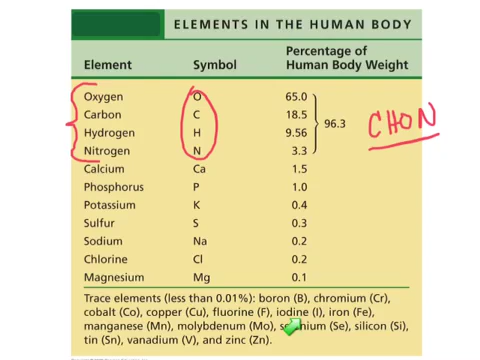 ELEMENTS IN THE HUMAN BODY
Element Symbol Percentage of Human Body Weight
Oxygen O 65.0
Carbon C 18.5
Hydrogen H 9.56
Nitrogen N 3.3
96.3
CHON
Calcium Ca 1.5
Phosphorus P 1.0
Potassium K 0.4
Sulfur S 0.3
Sodium Na 0.2
Chlorine Cl 0.2
Magnesium Mg 0.1
Trace elements (less than 0.01%): boron (B), chromium (Cr),
cobalt (Co), copper (Cu), fluorine (F), iodine (I), iron (Fe),
manganese (Mn), molybdenum (Mo), selenium (Se), silicon (Si),
tin (Sn), vanadium (V), and zinc (Zn).